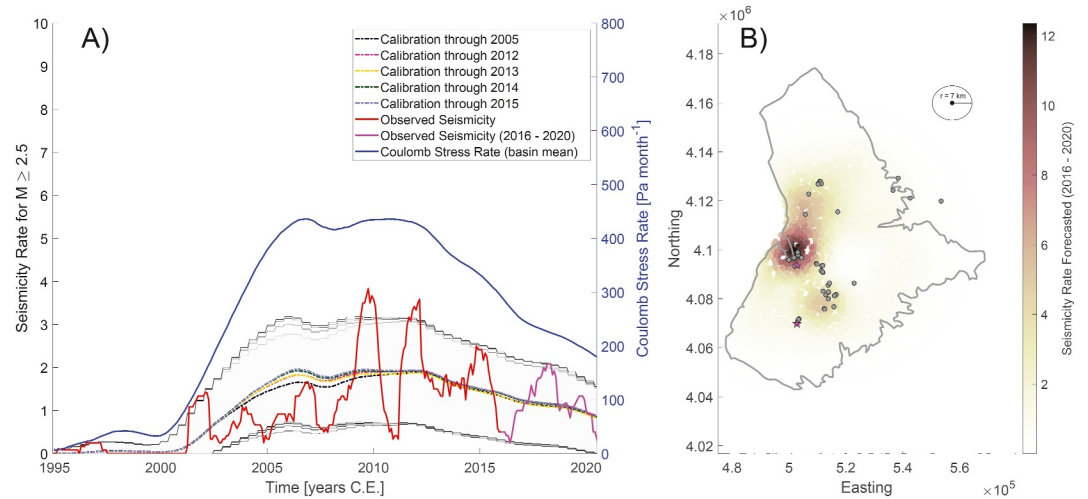 A)
Seismicity Rate for M ≥ 2.5
10
9
8
7
6
5
4
3
2
1
0
1995
2000
2005
2010
2015
2020
Time [years C.E.]
Calibration through 2005
Calibration through 2012
Calibration through 2013
Calibration through 2014
Calibration through 2015
Observed Seismicity
Observed Seismicity (2016 - 2020)
Coulomb Stress Rate (basin mean)
800
700
600
500
400
300
200
100
0
Coulomb Stress Rate [Pa month⁻¹]
×10⁶
B)
Northing
4.18
4.16
4.14
4.12
4.1
4.08
4.06
4.04
4.02
r = 7 km
4.8
5
5.2
5.4
5.6
Easting
×10⁵
12
10
8
6
4
2
Seismicity Rate Forecasted (2016 - 2020)